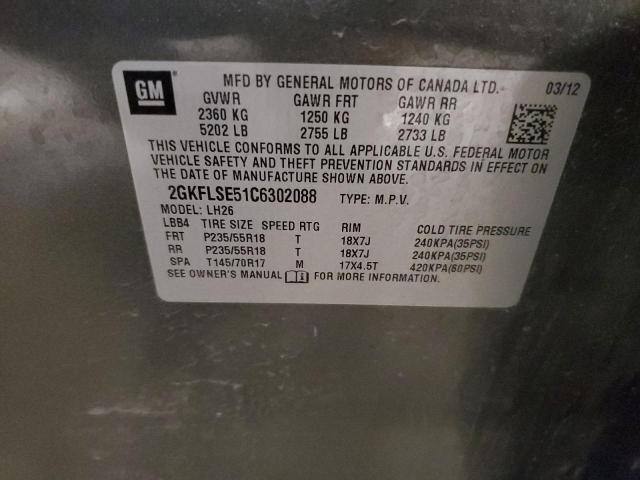 GM
MFD BY GENERAL MOTORS OF CANADA LTD. 03/12
GVWR GAWR FRT GAWR RR
2360 KG 1250 KG 1240 KG
5202 LB 2755 LB 2733 LB
THIS VEHICLE CONFORMS TO ALL APPLICABLE U.S. FEDERAL MOTOR
VEHICLE SAFETY AND THEFT PREVENTION STANDARDS IN EFFECT ON
THE DATE OF MANUFACTURE SHOWN ABOVE.
2GKFLSE51C6302088 TYPE: M.P.V.
MODEL: LH26
LBB4 TIRE SIZE SPEED RTG RIM COLD TIRE PRESSURE
FRT P235/55R18 T 18X7J 240KPA(35PSI)
RR P235/55R18 T 18X7J 240KPA(35PSI)
SPA T145/70R17 M 17X4.5T 420KPA(60PSI)
SEE OWNER'S MANUAL FOR MORE INFORMATION.